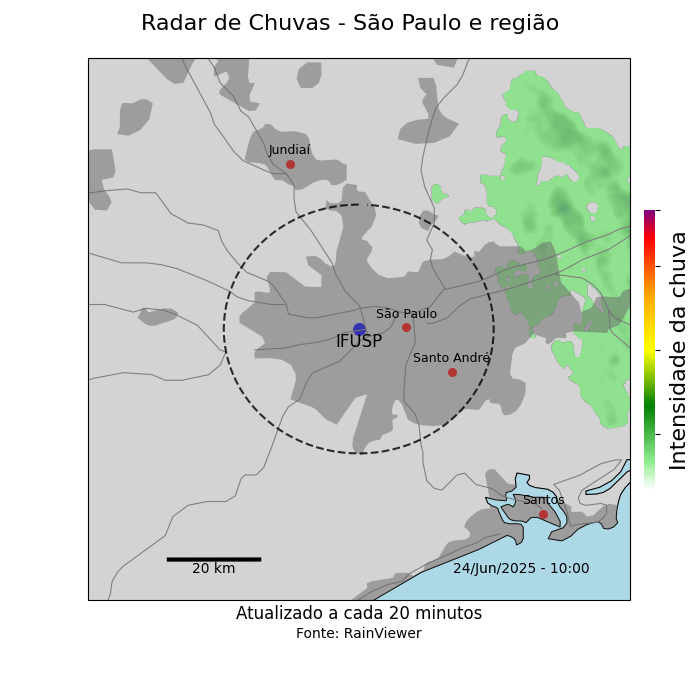 Radar de Chuvas - São Paulo e região
Jundiaí
São Paulo
IFUSP
Santo André
Santos
20 km
24/Jun/2025 - 10:00
Intensidade da chuva
Atualizado a cada 20 minutos
Fonte: RainViewer